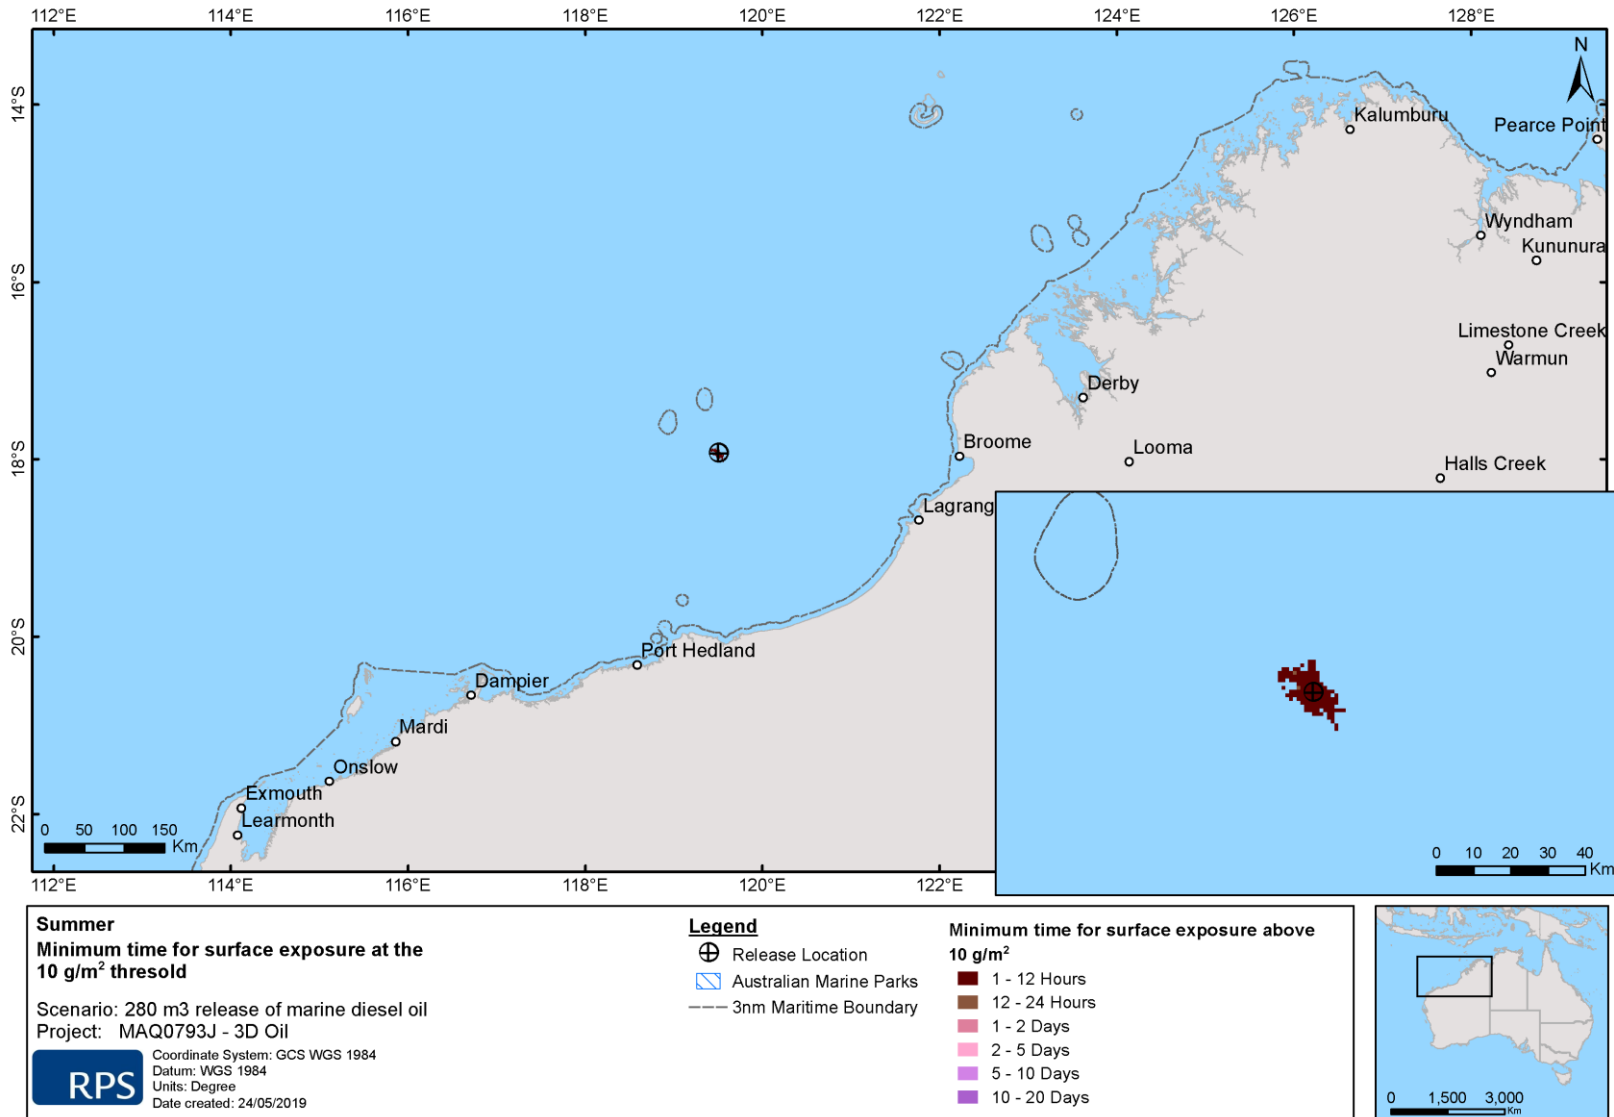 112°E 114°E 116°E 118°E 120°E 122°E 124°E 126°E 128°E
N
14°S
Kalumburu
Pearce Point
Wyndham
Kununura
16°S
Limestone Creek
Warmun
Derby
18°S
Broome
Looma
Halls Creek
Lagrang
20°S
Port Hedland
Dampier
Mardi
Onslow
22°S
Exmouth
Learmonth
0 50 100 150
Km
0 10 20 30 40
Km
112°E 114°E 116°E 118°E 120°E 122°E
Summer
Minimum time for surface exposure at the
10 g/m² thresold
Scenario: 280 m3 release of marine diesel oil
Project: MAQ0793J - 3D Oil
RPS
Coordinate System: GCS WGS 1984
Datum: WGS 1984
Units: Degree
Date created: 24/05/2019
Legend
Release Location
Australian Marine Parks
3nm Maritime Boundary
Minimum time for surface exposure above
10 g/m²
1 - 12 Hours
12 - 24 Hours
1 - 2 Days
2 - 5 Days
5 - 10 Days
10 - 20 Days
0 1,500 3,000
Km